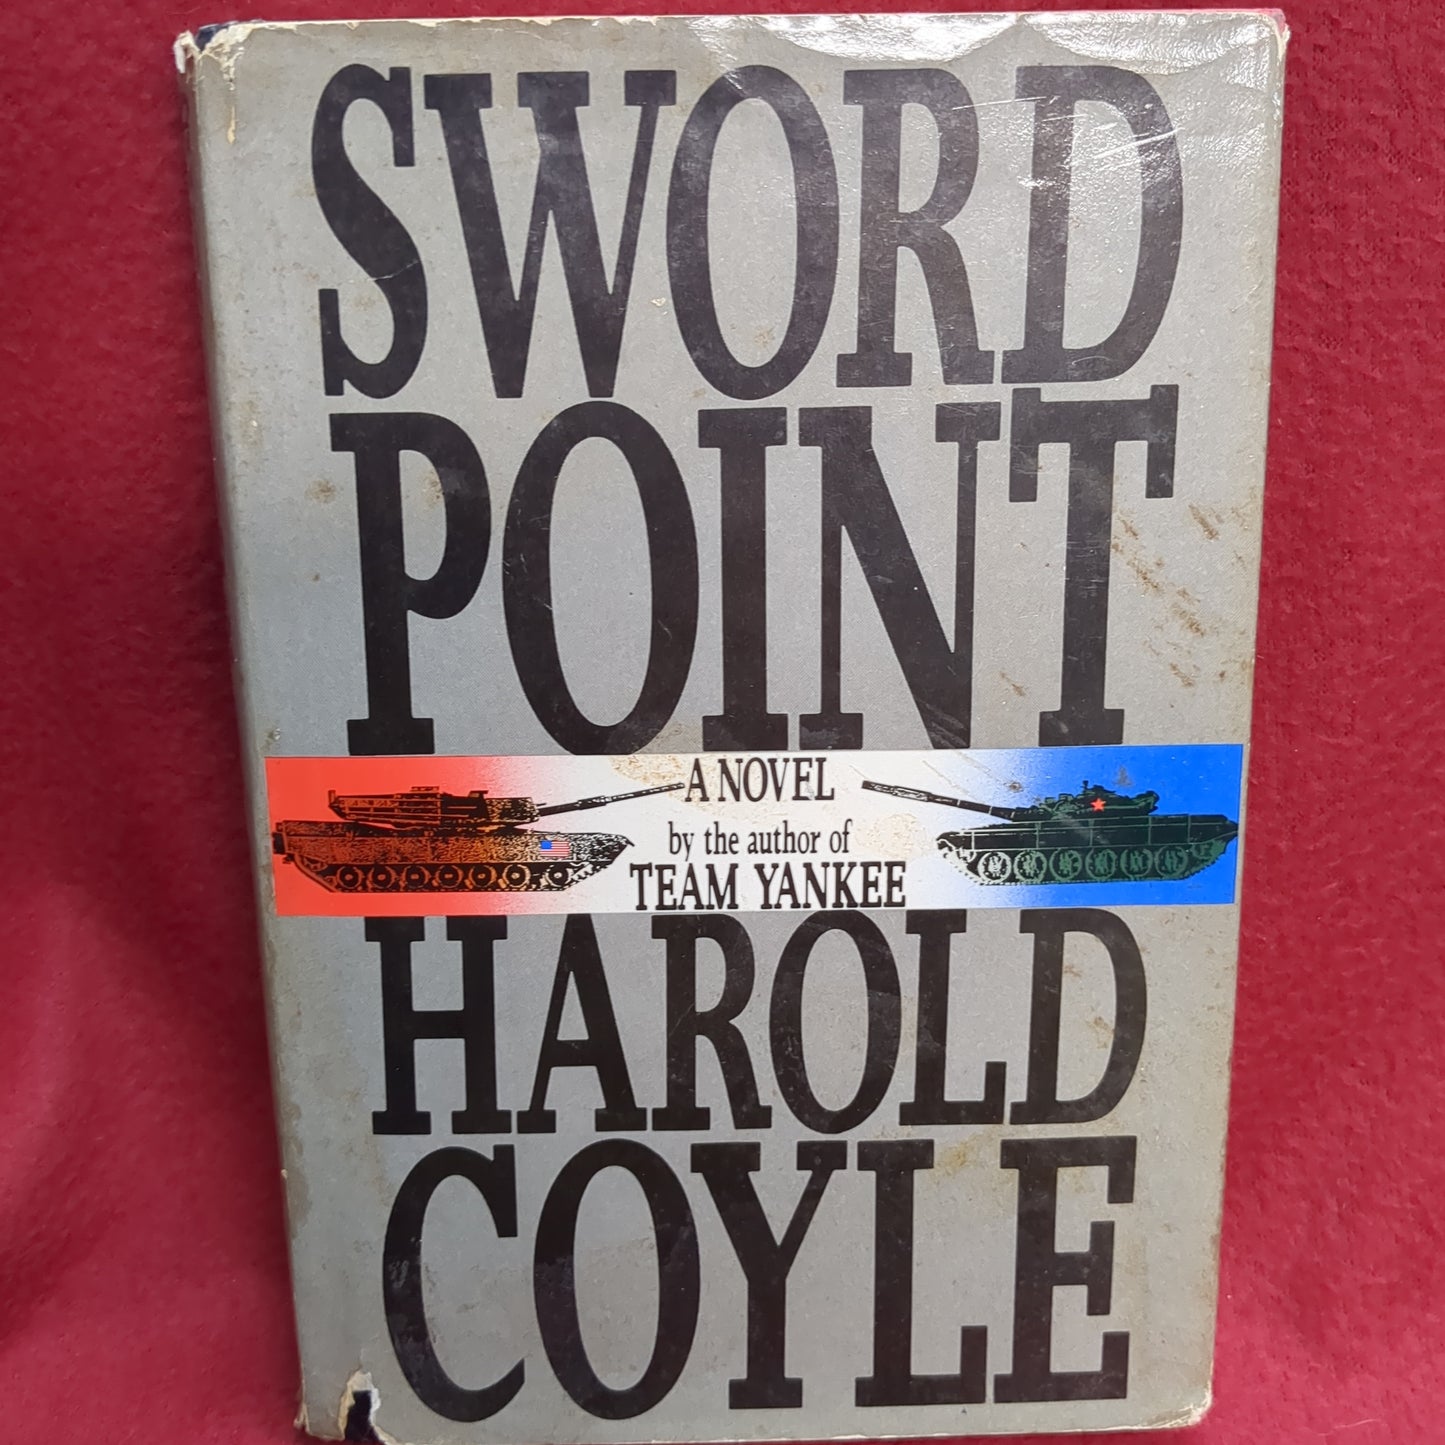 SWORD
POINT
A NOVEL
by the author of
TEAM YANKEE
HAROLD
COYLE